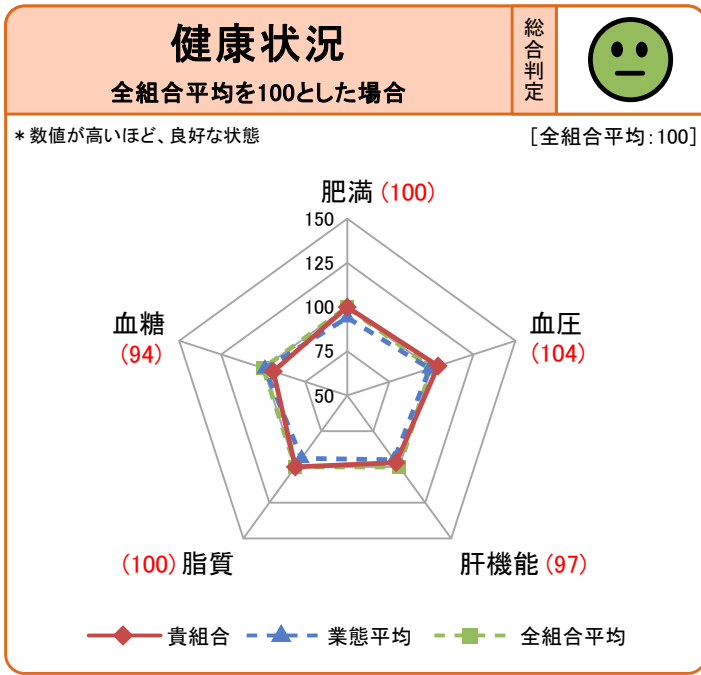 健康状況
全組合平均を100とした場合
総合判定
*数値が高いほど、良好な状態
[全組合平均:100]
肥満(100)
150
125
100
75
50
血糖
(94)
血圧
(104)
(100)脂質
肝機能(97)
貴組合
業態平均
全組合平均